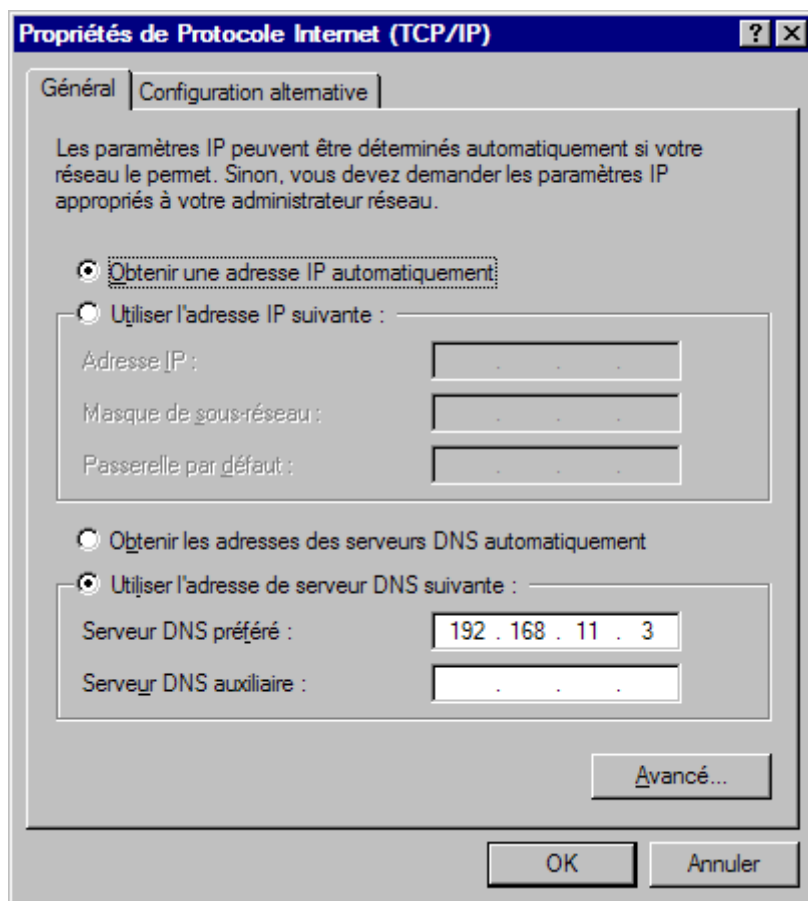 Propriétés de Protocole Internet (TCP/IP)
Général
Configuration alternative
Les paramètres IP peuvent être déterminés automatiquement si votre
réseau le permet. Sinon, vous devez demander les paramètres IP
appropriés à votre administrateur réseau.
Obtenir une adresse IP automatiquement
Utiliser l'adresse IP suivante :
Adresse IP :
. . .
Masque de sous-réseau :
. . .
Passerelle par défaut :
. . .
Obtenir les adresses des serveurs DNS automatiquement
Utiliser l'adresse de serveur DNS suivante :
Serveur DNS préféré :
192 . 168 . 11 . 3
Serveur DNS auxiliaire :
. . .
Avancé...
OK
Annuler